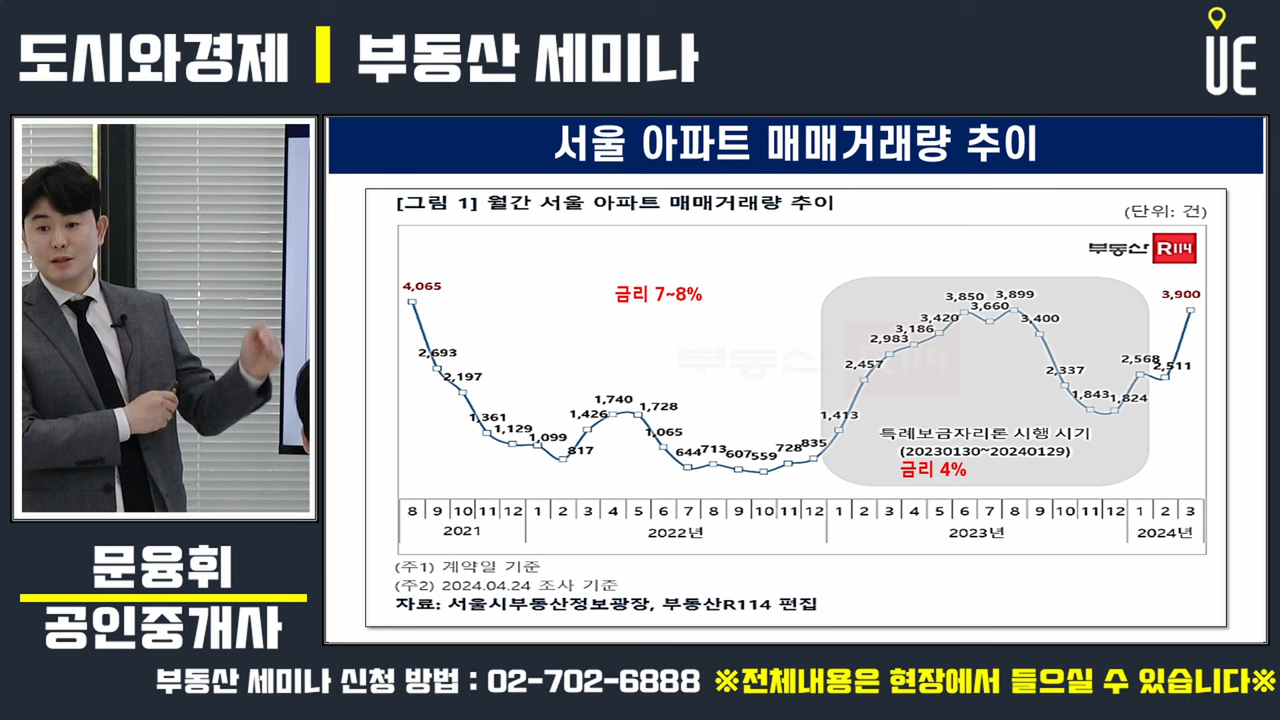 도시와경제 | 부동산 세미나
UE
서울 아파트 매매거래량 추이
[그림 1] 월간 서울 아파트 매매거래량 추이
(단위: 건)
부동산 R114
금리 7~8%
4,065
2,693
2,197
1,361
1,129
1,099
817
1,426
1,740
1,728
1,065
644
713
607
559
728
835
1,413
2,457
2,983
3,186
3,420
3,850
3,660
3,899
3,400
2,337
1,843
1,824
2,568
2,511
3,900
부동산 R114
특례보금자리론 시행 시기
(20230130~20240129)
금리 4%
8 9 10 11 12 1 2 3 4 5 6 7 8 9 10 11 12 1 2 3 4 5 6 7 8 9 10 11 12 1 2 3
2021 2022년 2023년 2024년
(주1) 계약일 기준
(주2) 2024.04.24 조사 기준
자료: 서울시부동산정보광장, 부동산R114 편집
문융휘
공인중개사
부동산 세미나 신청 방법 : 02-702-6888 ※전체내용은 현장에서 들으실 수 있습니다※